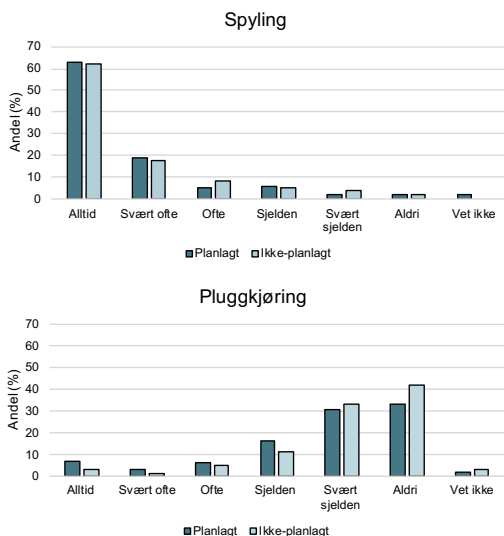 Spyling
Andel (%)
70
60
50
40
30
20
10
0
Alltid Svært ofte Ofte Sjelden Svært sjelden Aldri Vet ikke
Planlagt Ikke-planlagt
Pluggkjøring
Andel (%)
70
60
50
40
30
20
10
0
Alltid Svært ofte Ofte Sjelden Svært sjelden Aldri Vet ikke
Planlagt Ikke-planlagt